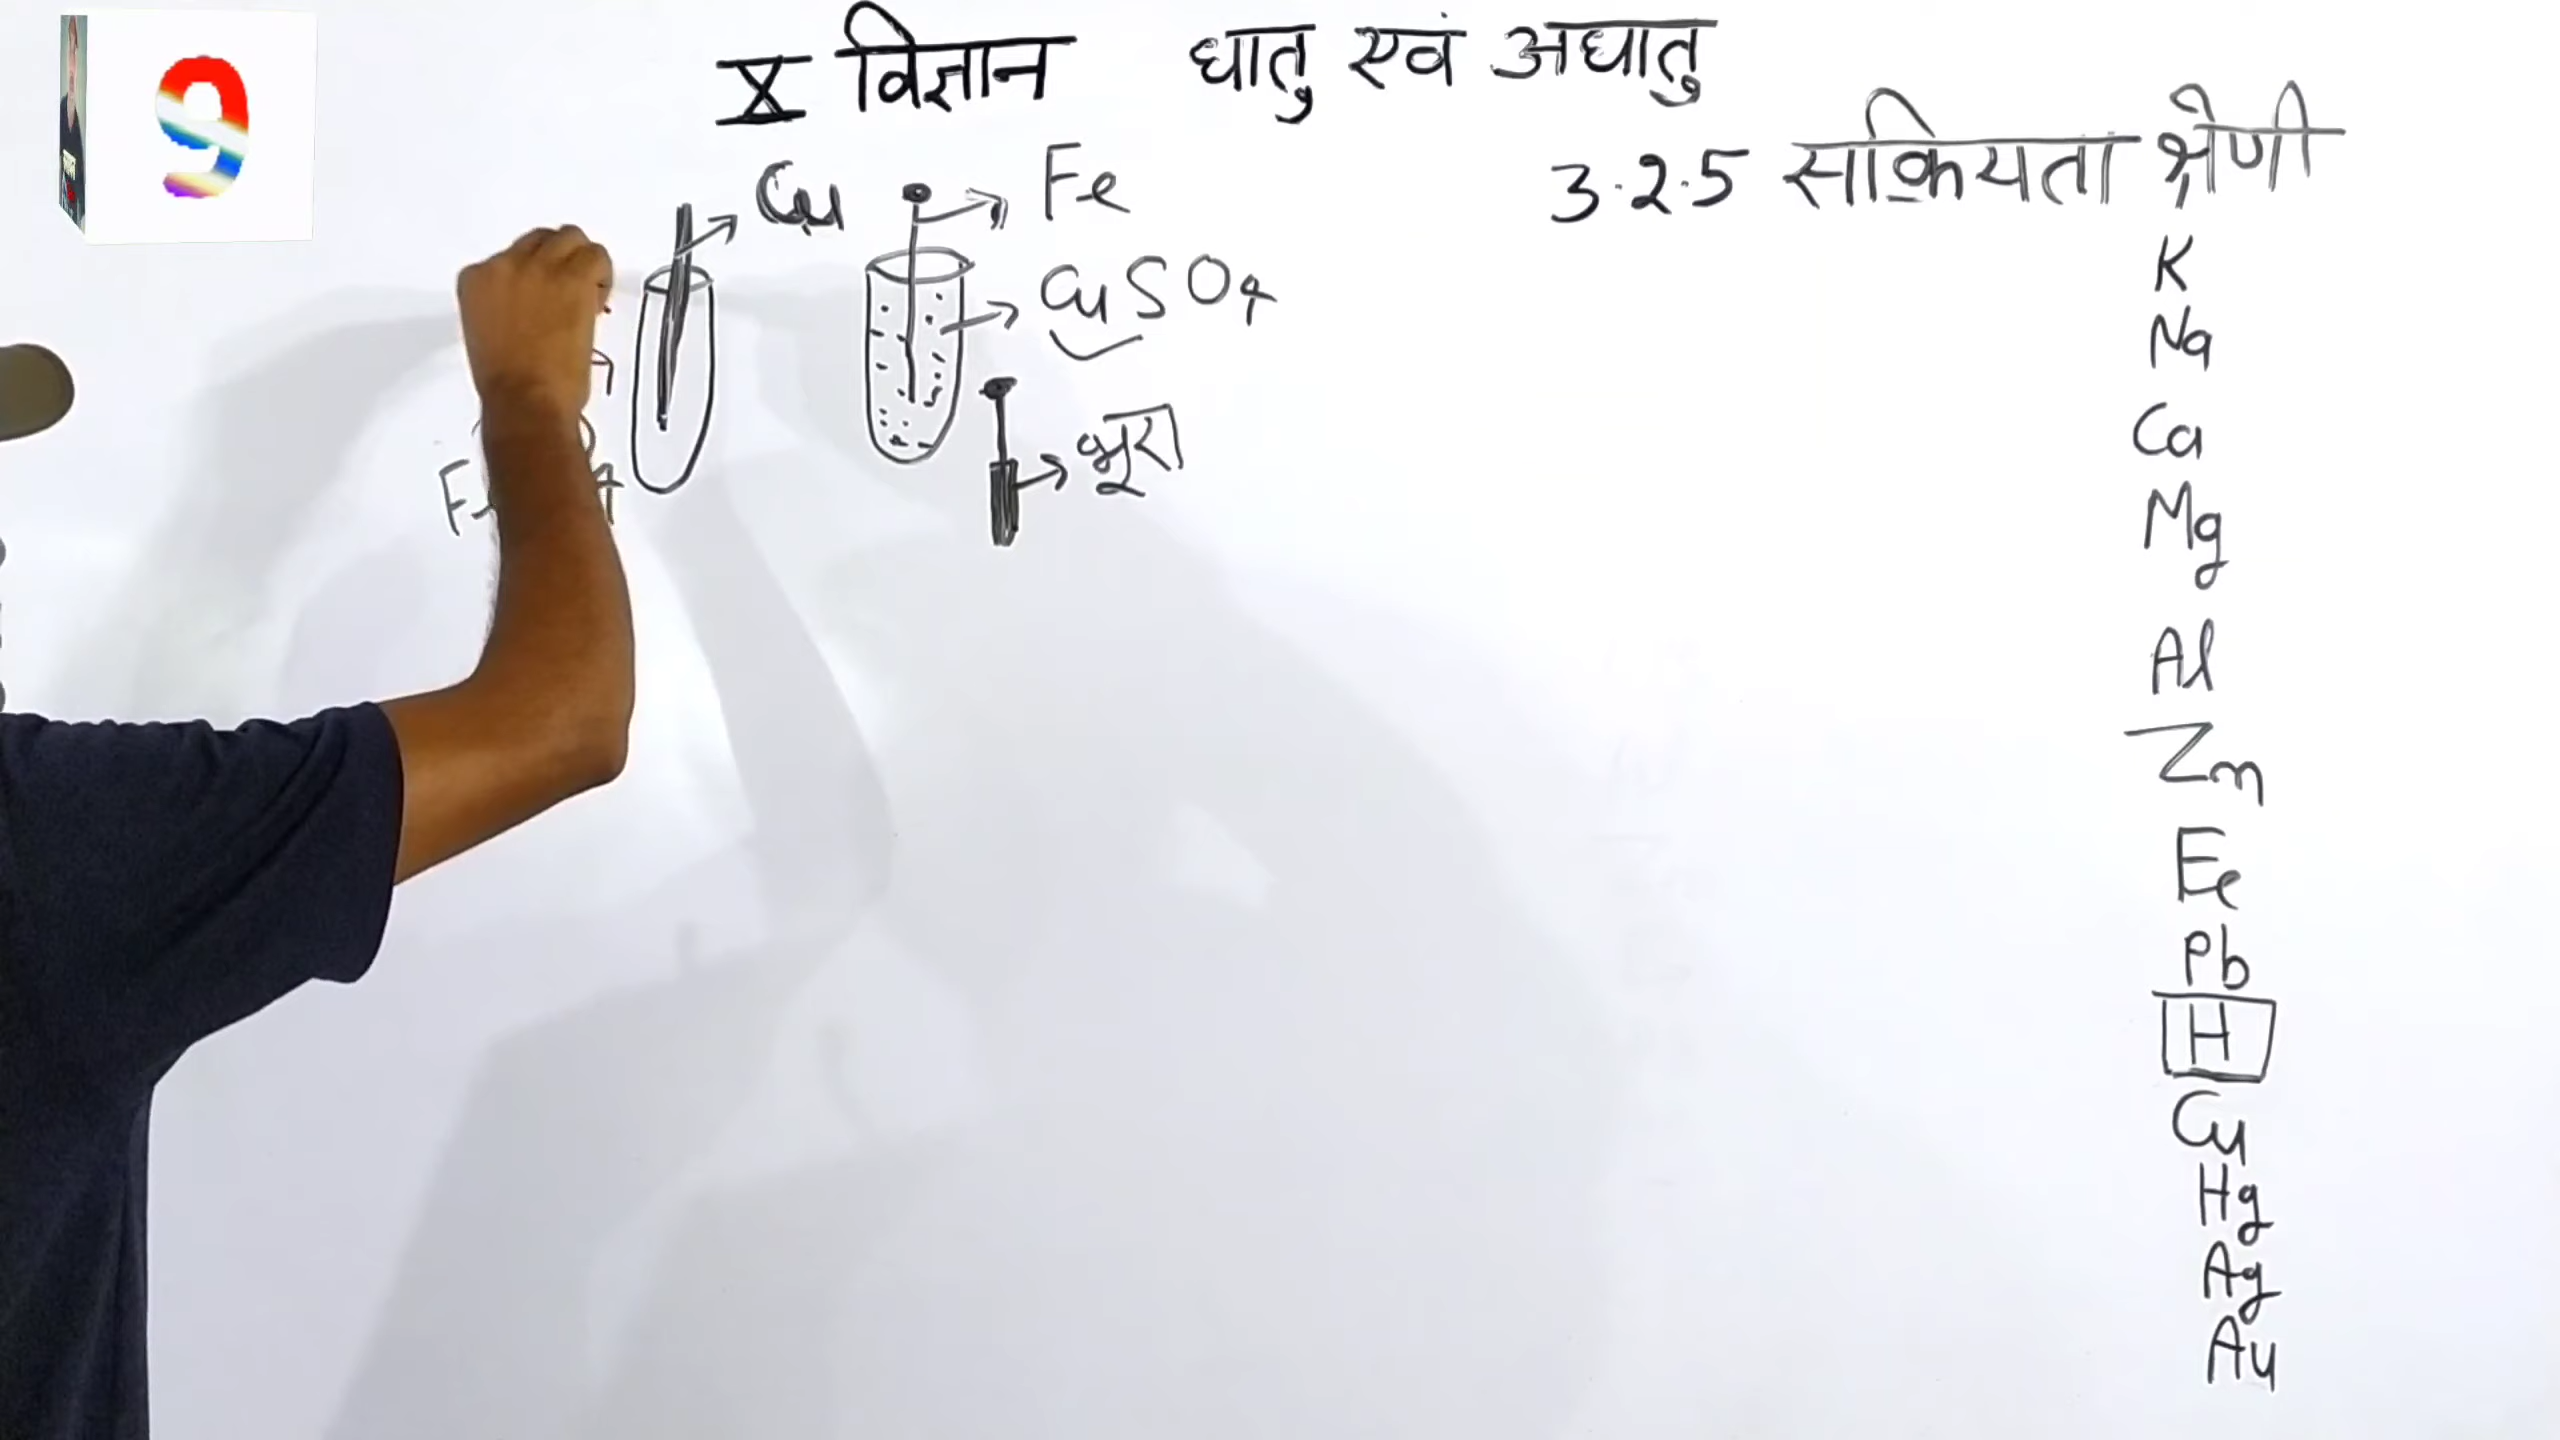 9
X विज्ञान धातु एवं अधातु
3.2.5 सक्रियता श्रेणी
Cu
Fe
CuSO4
भूरा
K
Na
Ca
Mg
Al
Zn
Fe
Pb
H
Cu
Hg
Ag
Au